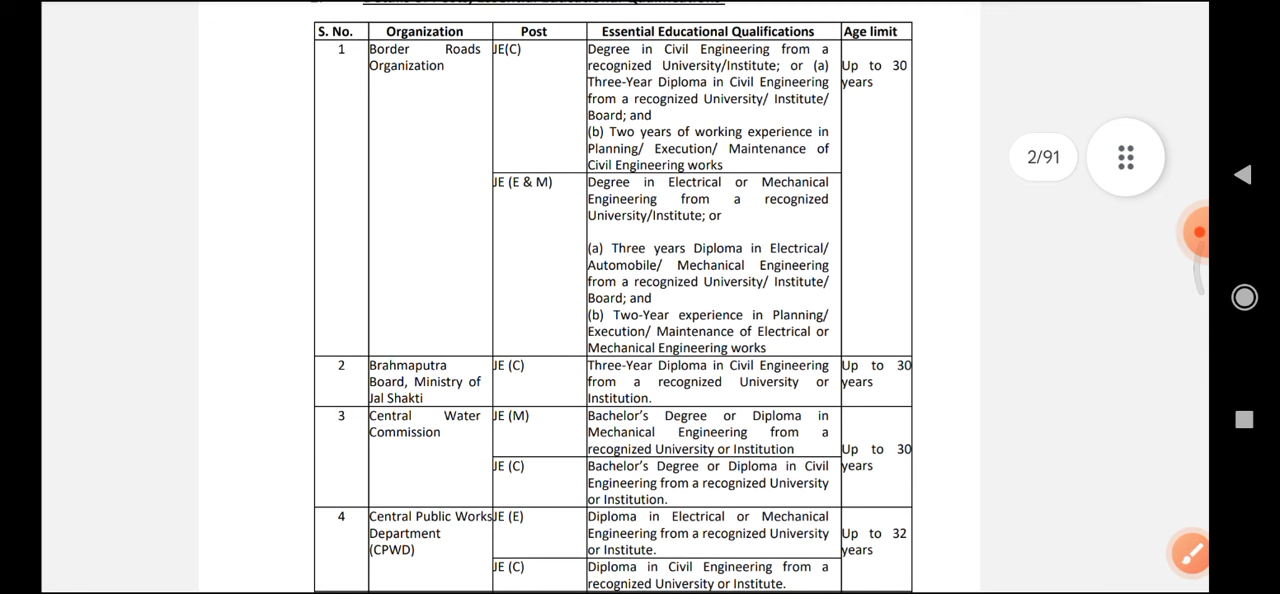 S. No. Organization Post Essential Educational Qualifications Age limit
1 Border Roads JE(C) Degree in Civil Engineering from a
Organization recognized University/Institute; or (a) Up to 30
Three-Year Diploma in Civil Engineering years
from a recognized University/ Institute/
Board; and
(b) Two years of working experience in
Planning/ Execution/ Maintenance of
Civil Engineering works
JE (E & M) Degree in Electrical or Mechanical
Engineering from a recognized
University/Institute; or
(a) Three years Diploma in Electrical/
Automobile/ Mechanical Engineering
from a recognized University/ Institute/
Board; and
(b) Two-Year experience in Planning/
Execution/ Maintenance of Electrical or
Mechanical Engineering works
2 Brahmaputra JE (C) Three-Year Diploma in Civil Engineering Up to 30
Board, Ministry of from a recognized University or years
Jal Shakti Institution.
3 Central Water JE (M) Bachelor's Degree or Diploma in
Commission Mechanical Engineering from a
recognized University or Institution Up to 30
JE (C) Bachelor's Degree or Diploma in Civil years
Engineering from a recognized University
or Institution.
4 Central Public Works JE (E) Diploma in Electrical or Mechanical
Department Engineering from a recognized University Up to 32
(CPWD) or Institute. years
JE (C) Diploma in Civil Engineering from a
recognized University or Institute.
2/91